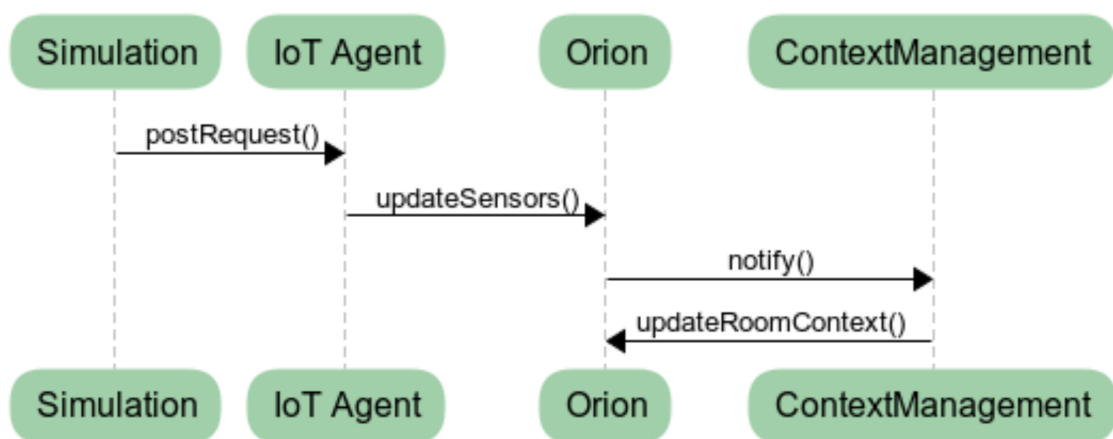 Simulation IoT Agent Orion ContextManagement
postRequest()
updateSensors()
notify()
updateRoomContext()
Simulation IoT Agent Orion ContextManagement